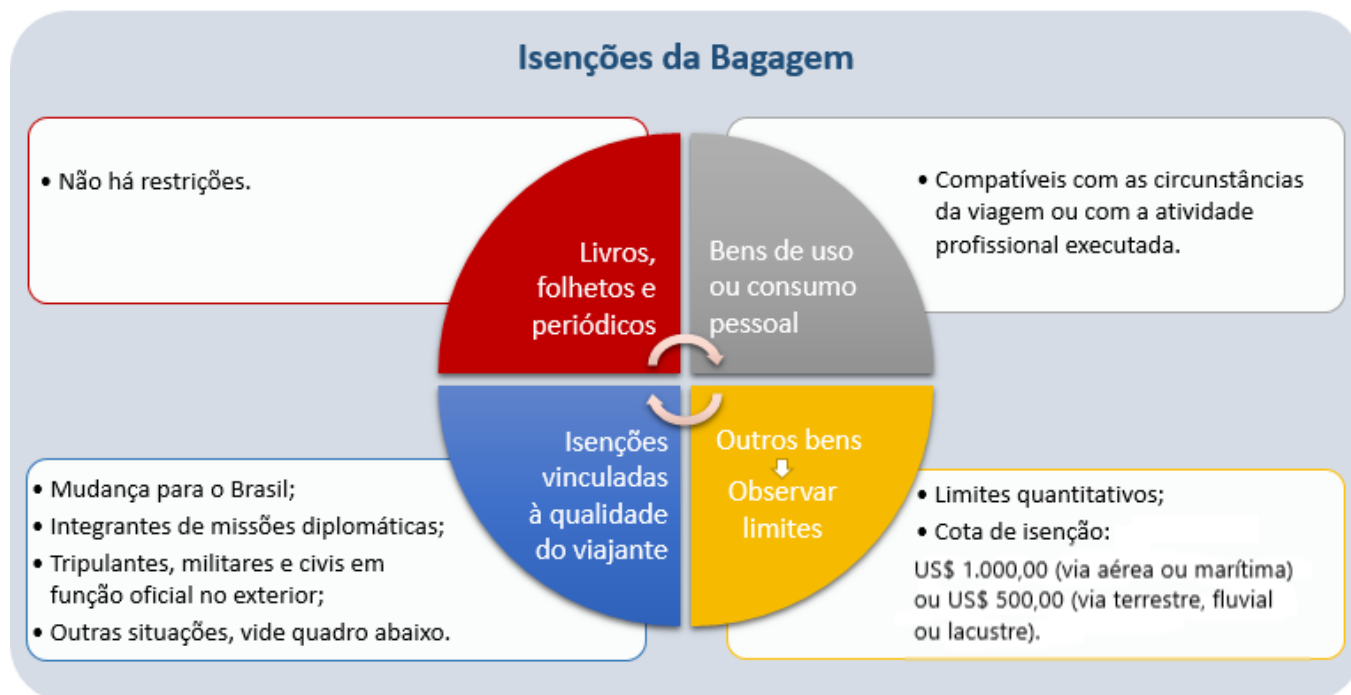 Isenções da Bagagem
• Não há restrições.
Livros,
folhetos e
periódicos
Bens de uso
ou consumo
pessoal
• Compatíveis com as circunstâncias
da viagem ou com a atividade
profissional executada.
• Mudança para o Brasil;
• Integrantes de missões diplomáticas;
• Tripulantes, militares e civis em
função oficial no exterior;
• Outras situações, vide quadro abaixo.
Isenções
vinculadas
à qualidade
do viajante
Outros bens
Observar
limites
• Limites quantitativos;
• Cota de isenção:
US$ 1.000,00 (via aérea ou marítima)
ou US$ 500,00 (via terrestre, fluvial
ou lacustre).